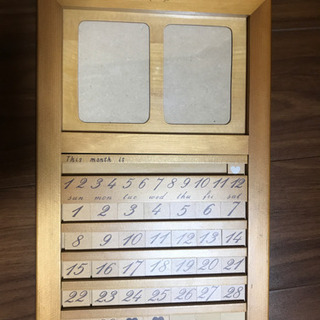 This month is
1 2 3 4 5 6 7 8 9 10 11 12
sun mon tue wed thu fri sat
1 2 3 4 5 6 7
8 9 10 11 12 13 14
15 16 17 18 19 20 21
22 23 24 25 26 27 28